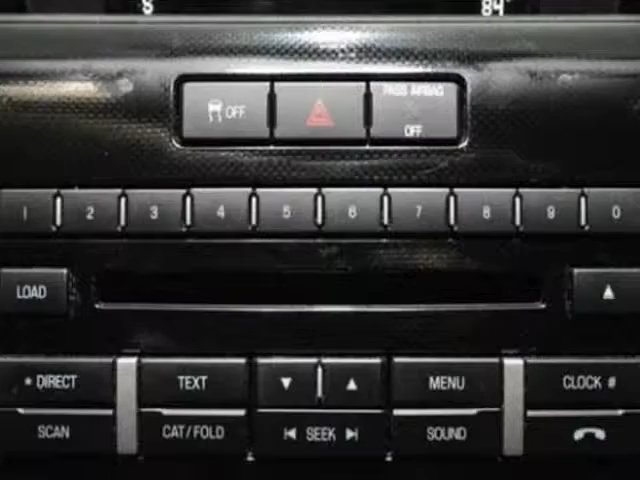 S 84°
OFF PASS AIRBAG OFF
1 2 3 4 5 6 7 8 9 0
LOAD
* DIRECT TEXT MENU CLOCK #
SCAN CAT/FOLD SEEK SOUND